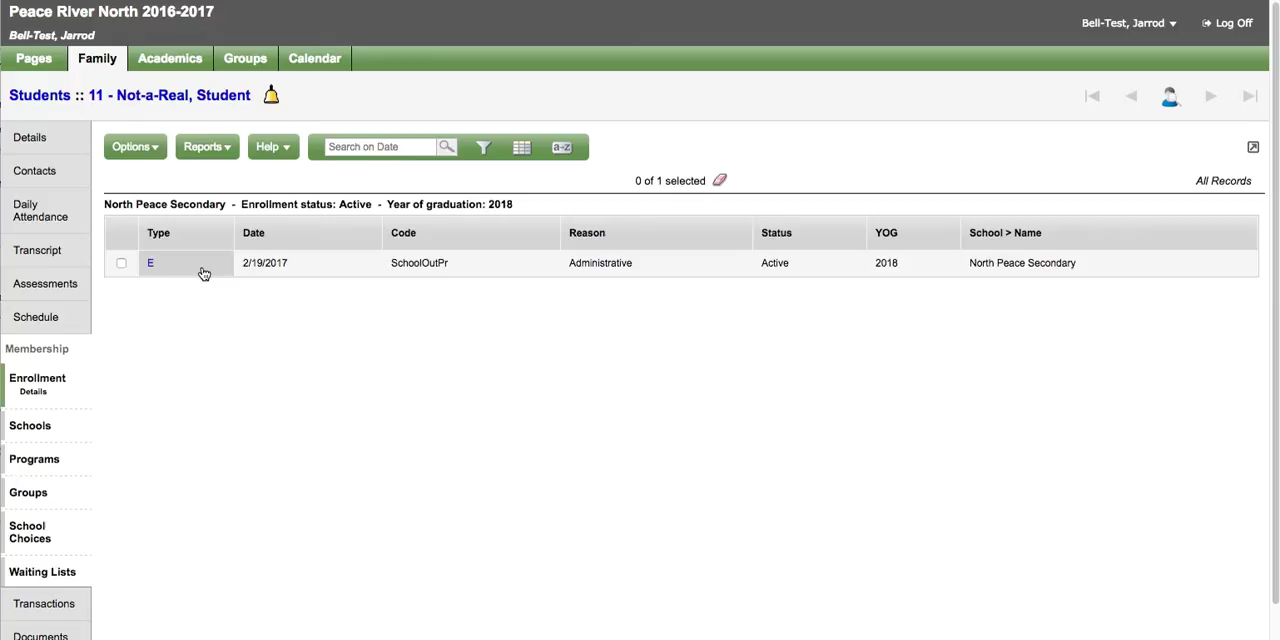 Peace River North 2016-2017
Bell-Test, Jarrod
Bell-Test, Jarrod Log Off
Pages Family Academics Groups Calendar
Students :: 11 - Not-a-Real, Student
Details
Contacts
Daily
Attendance
Transcript
Assessments
Schedule
Membership
Enrollment
Details
Schools
Programs
Groups
School
Choices
Waiting Lists
Transactions
Documents
Options Reports Help Search on Date a-z
0 of 1 selected All Records
North Peace Secondary - Enrollment status: Active - Year of graduation: 2018
Type Date Code Reason Status YOG School > Name
E 2/19/2017 SchoolOutPr Administrative Active 2018 North Peace Secondary